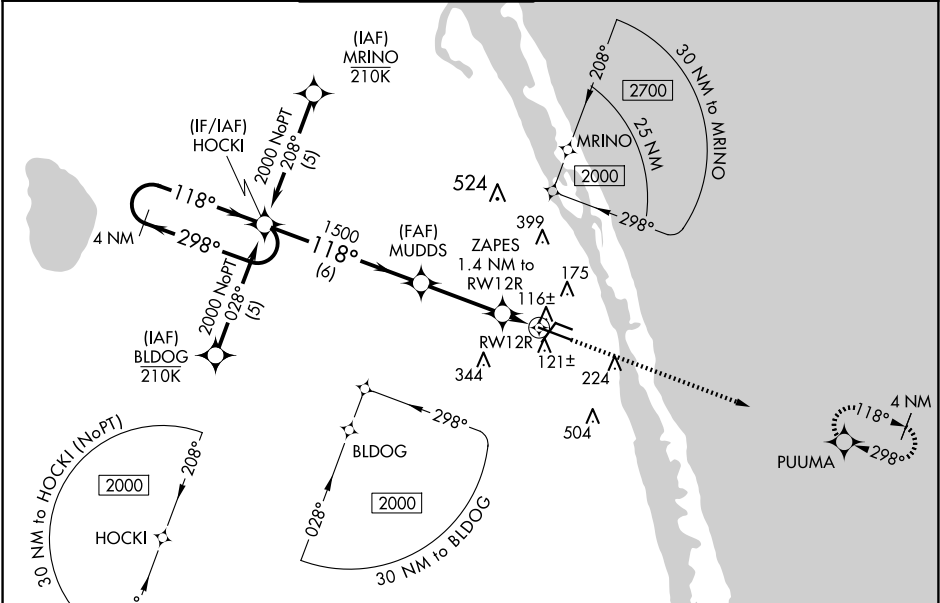 (IAF)
MRINO
210K
(IF/IAF)
HOCKI
2000 NoPT
208°
(5)
118°
4 NM
298°
2000 NoPT
028°
(5)
(IAF)
BLDOG
210K
1500
118°
(6)
(FAF)
MUDDS
ZAPES
1.4 NM to
RW12R
524
399
175
116±
RW12R
121±
344
224
504
208°
30 NM to MRINO
2700
25 NM
MRINO
2000
298°
4 NM
118°
298°
PUUMA
30 NM to HOCKI (NoPT)
2000
208°
HOCKI
298°
BLDOG
2000
028°
30 NM to BLDOG